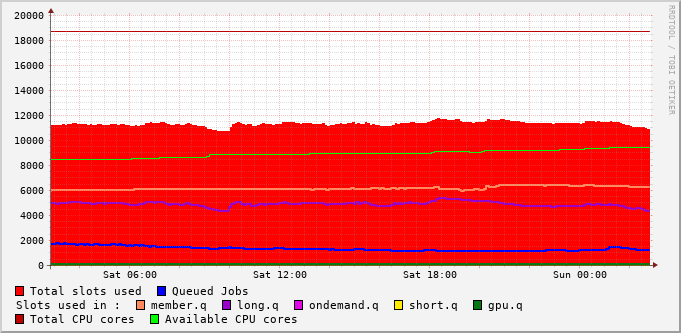 RRDTOOL / TOBI OETIKER
20000
18000
16000
14000
12000
10000
8000
6000
4000
2000
0
Sat 06:00 Sat 12:00 Sat 18:00 Sun 00:00
Total slots used Queued Jobs
Slots used in : member.q long.q ondemand.q short.q gpu.q
Total CPU cores Available CPU cores